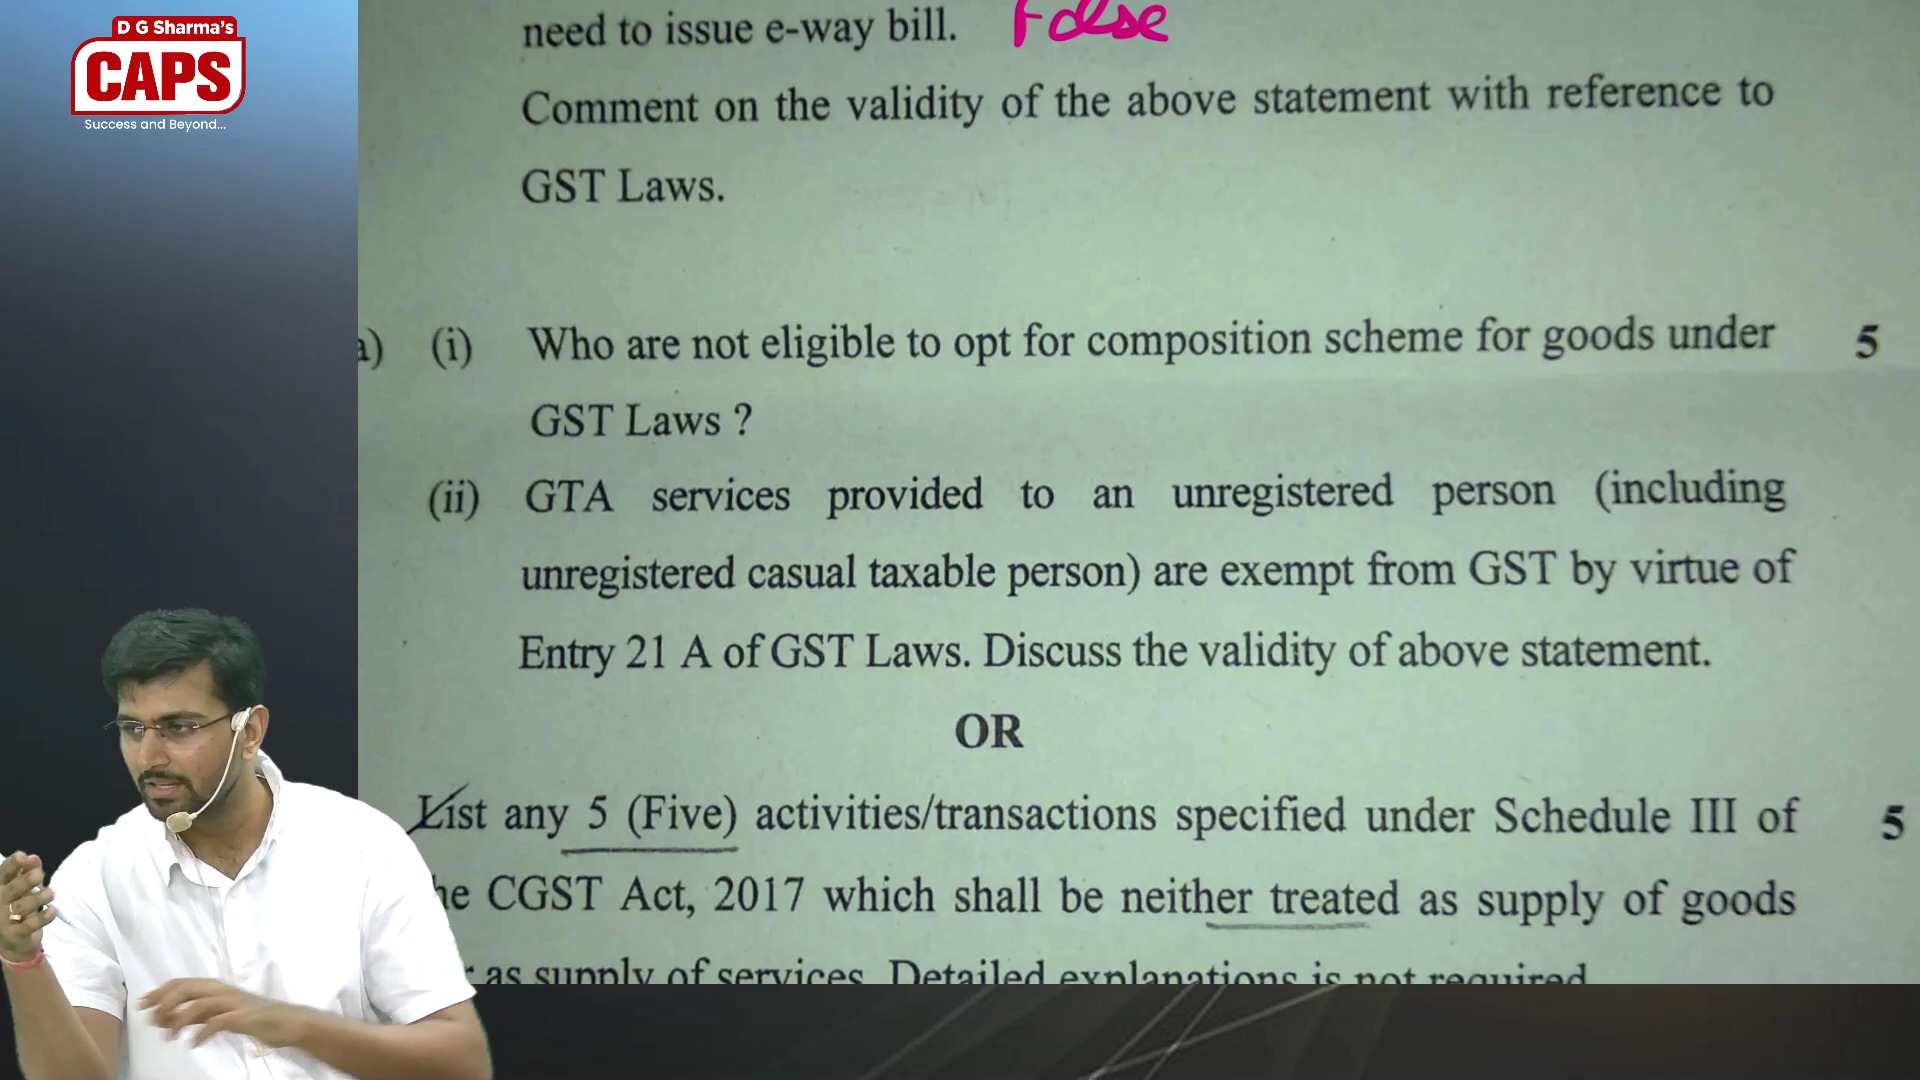 D G Sharma's
CAPS
Success and Beyond...
need to issue e-way bill. False
Comment on the validity of the above statement with reference to
GST Laws.
a) (i) Who are not eligible to opt for composition scheme for goods under 5
GST Laws ?
(ii) GTA services provided to an unregistered person (including
unregistered casual taxable person) are exempt from GST by virtue of
Entry 21 A of GST Laws. Discuss the validity of above statement.
OR
List any 5 (Five) activities/transactions specified under Schedule III of 5
he CGST Act, 2017 which shall be neither treated as supply of goods
as supply of services. Detailed explanations is not required